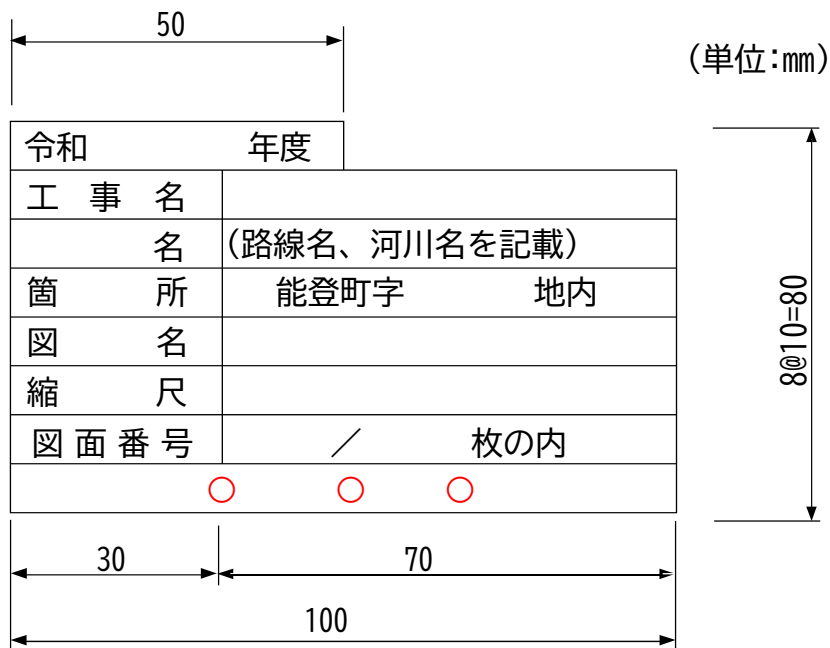 50
(単位:㎜)
令和 年度
工事名
名 (路線名、河川名を記載)
箇所 能登町字 地内
図名
縮尺
図面番号 / 枚の内
○ ○ ○
8@10=80
30 70
100